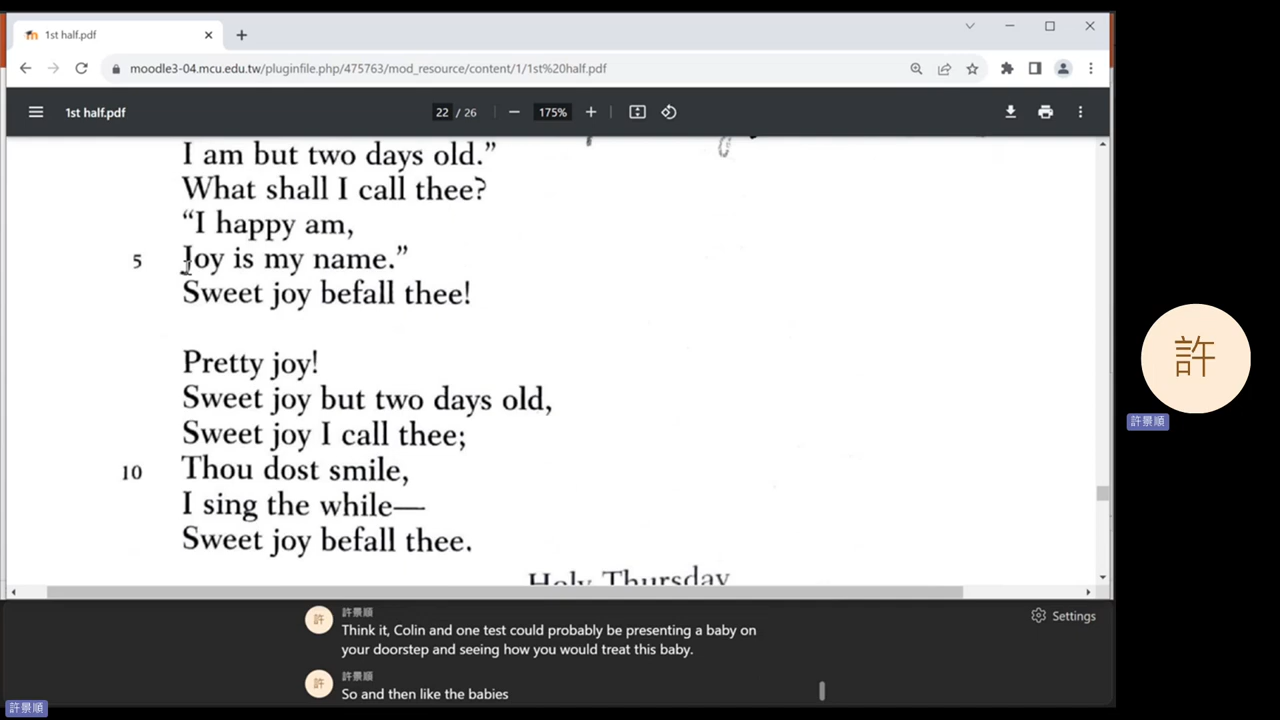 1st half.pdf
moodle3-04.mcu.edu.tw/pluginfile.php/475763/mod_resource/content/1/1st%20half.pdf
1st half.pdf
22 / 26
175%
I am but two days old.”
What shall I call thee?
“I happy am,
5 Joy is my name.”
Sweet joy befall thee!
Pretty joy!
Sweet joy but two days old,
Sweet joy I call thee;
10 Thou dost smile,
I sing the while—
Sweet joy befall thee.
Holy Thursday
許
許景順
許 許景順
Think it, Colin and one test could probably be presenting a baby on
your doorstep and seeing how you would treat this baby.
Settings
許 許景順
So and then like the babies
許景順